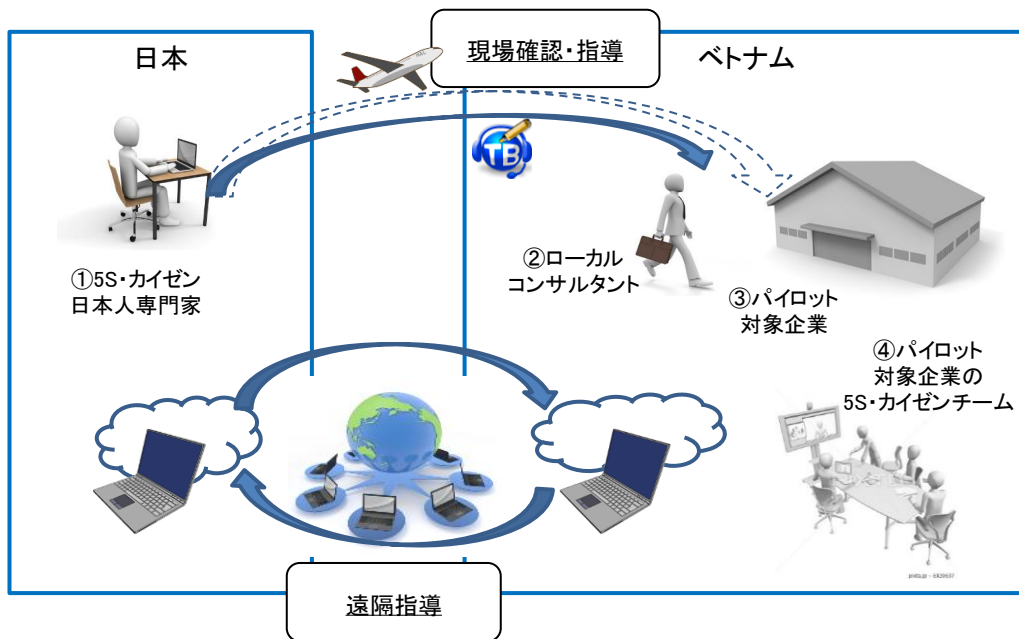 日本
現場確認・指導
ベトナム
TB
①5S・カイゼン
日本人専門家
②ローカル
コンサルタント
③パイロット
対象企業
④パイロット
対象企業の
5S・カイゼンチーム
遠隔指導